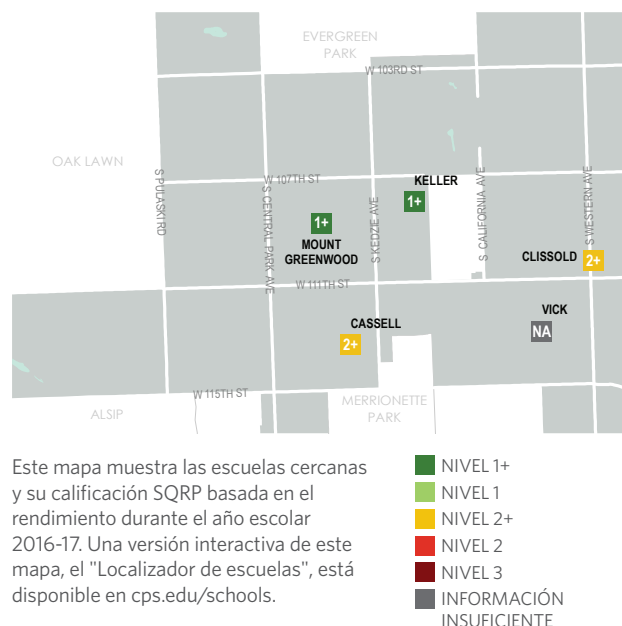 EVERGREEN
PARK
W 103RD ST
OAK LAWN
S PULASKI RD
W 107TH ST
S CENTRAL PARK AVE
S KEDZIE AVE
KELLER
1+
S CALIFORNIA AVE
S WESTERN AVE
1+
MOUNT
GREENWOOD
CLISSOLD
2+
W 111TH ST
CASSELL
2+
VICK
NA
W 115TH ST
ALSIP
MERRIONETTE
PARK
Este mapa muestra las escuelas cercanas
y su calificación SQRP basada en el
rendimiento durante el año escolar
2016-17. Una versión interactiva de este
mapa, el "Localizador de escuelas", está
disponible en cps.edu/schools.
NIVEL 1+
NIVEL 1
NIVEL 2+
NIVEL 2
NIVEL 3
INFORMACIÓN
INSUFICIENTE